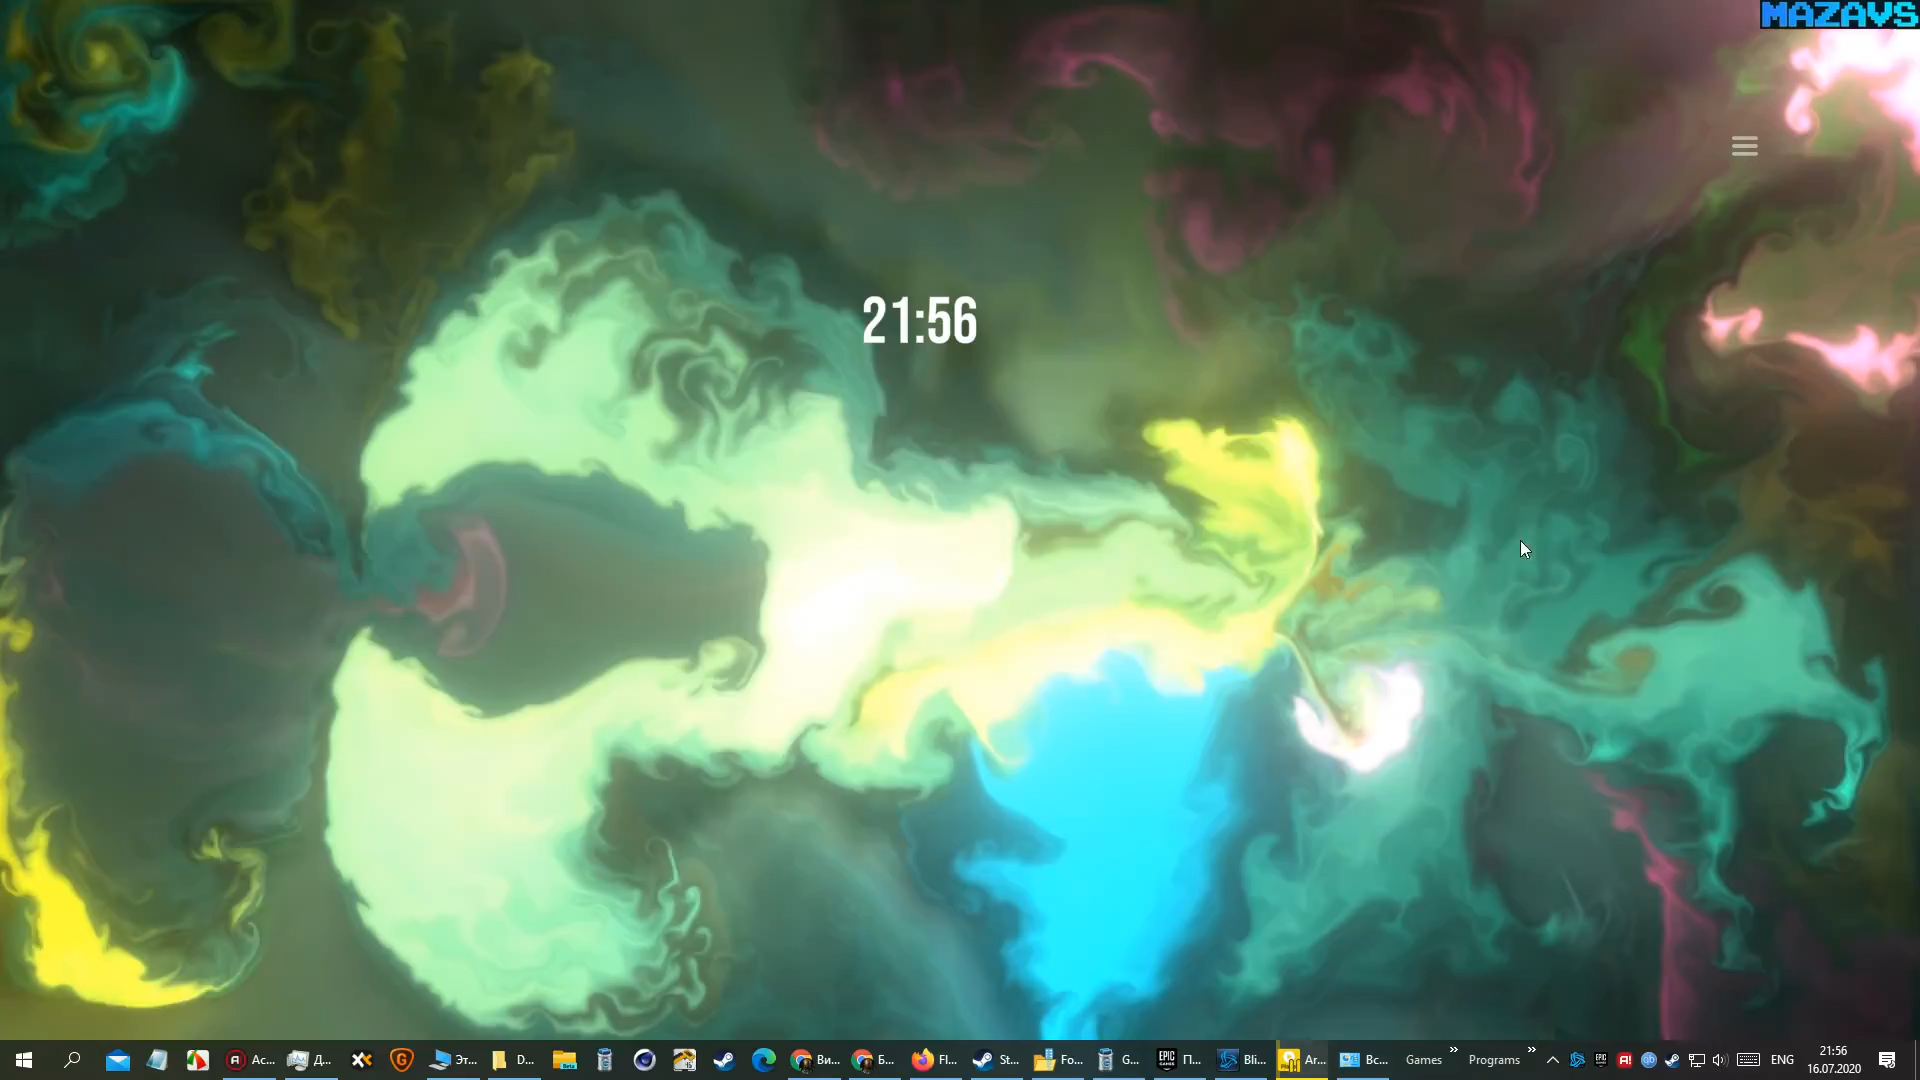 MAZAVS
21:56
Ac...
Д...
Эт...
D...
Ви...
Б...
Fl...
St...
Fo...
G...
П...
Bli...
Ar...
Вс...
Games
Programs
ENG
21:56
16.07.2020